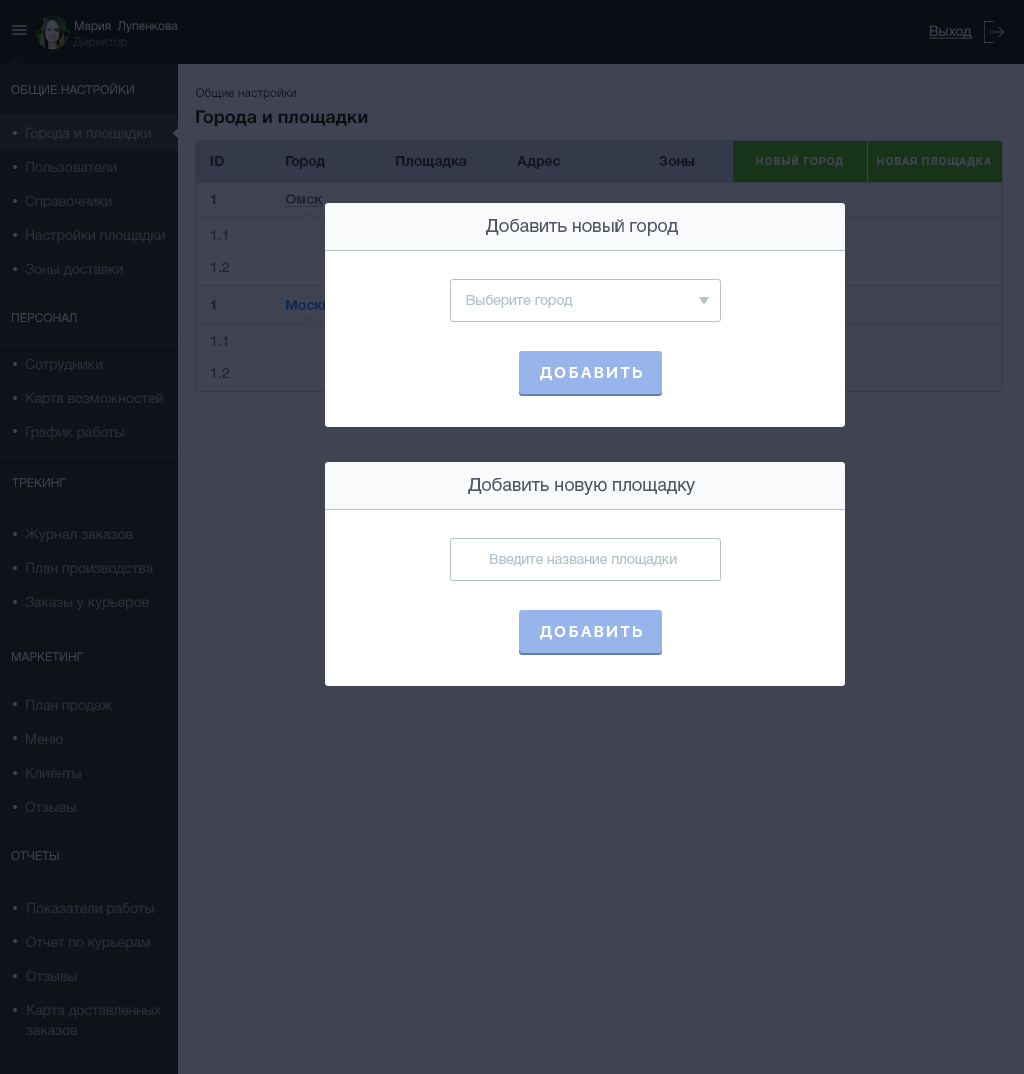 Мария Лупенкова
Директор
Выход
ОБЩИЕ НАСТРОЙКИ
Города и площадки
Пользователи
Справочники
Настройки площадки
Зоны доставки
ПЕРСОНАЛ
Сотрудники
Карта возможностей
График работы
ТРЕКИНГ
Журнал заказов
План производства
Заказы у курьеров
МАРКЕТИНГ
План продаж
Меню
Клиенты
Отзывы
ОТЧЕТЫ
Показатели работы
Отчет по курьерам
Отзывы
Карта доставленных
заказов
Общие настройки
Города и площадки
ID Город Площадка Адрес Зоны НОВЫЙ ГОРОД НОВАЯ ПЛОЩАДКА
1 Омск
1.1
1.2
1
1.1
1.2
Добавить новый город
Выберите город
ДОБАВИТЬ
Добавить новую площадку
Введите название площадки
ДОБАВИТЬ